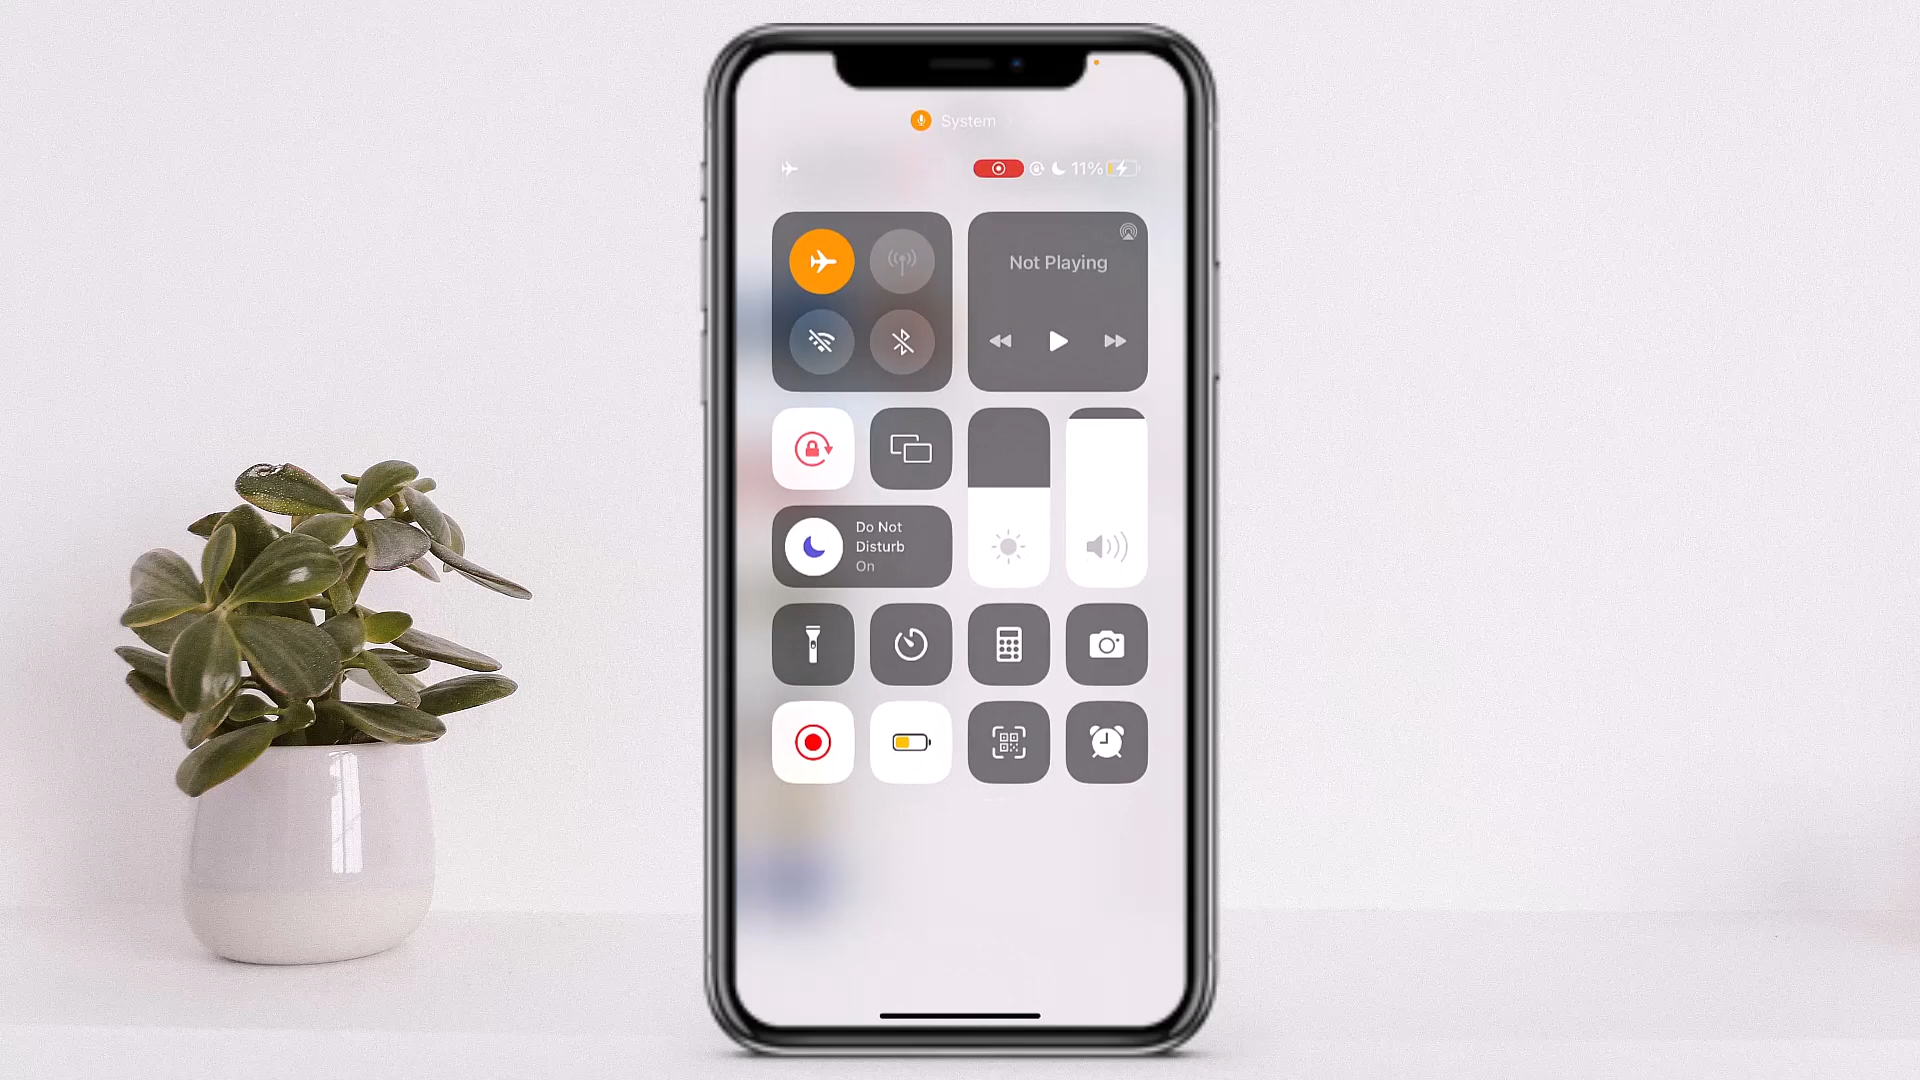 System
11%
Not Playing
Do Not
Disturb
On